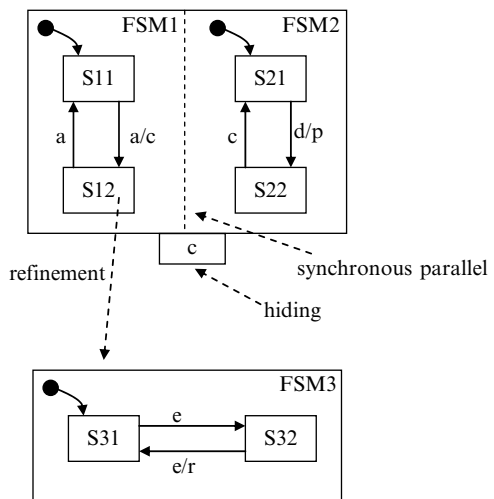 FSM1
FSM2
S11
S21
a
a/c
c
d/p
S12
S22
c
refinement
synchronous parallel
hiding
FSM3
S31
e
S32
e/r